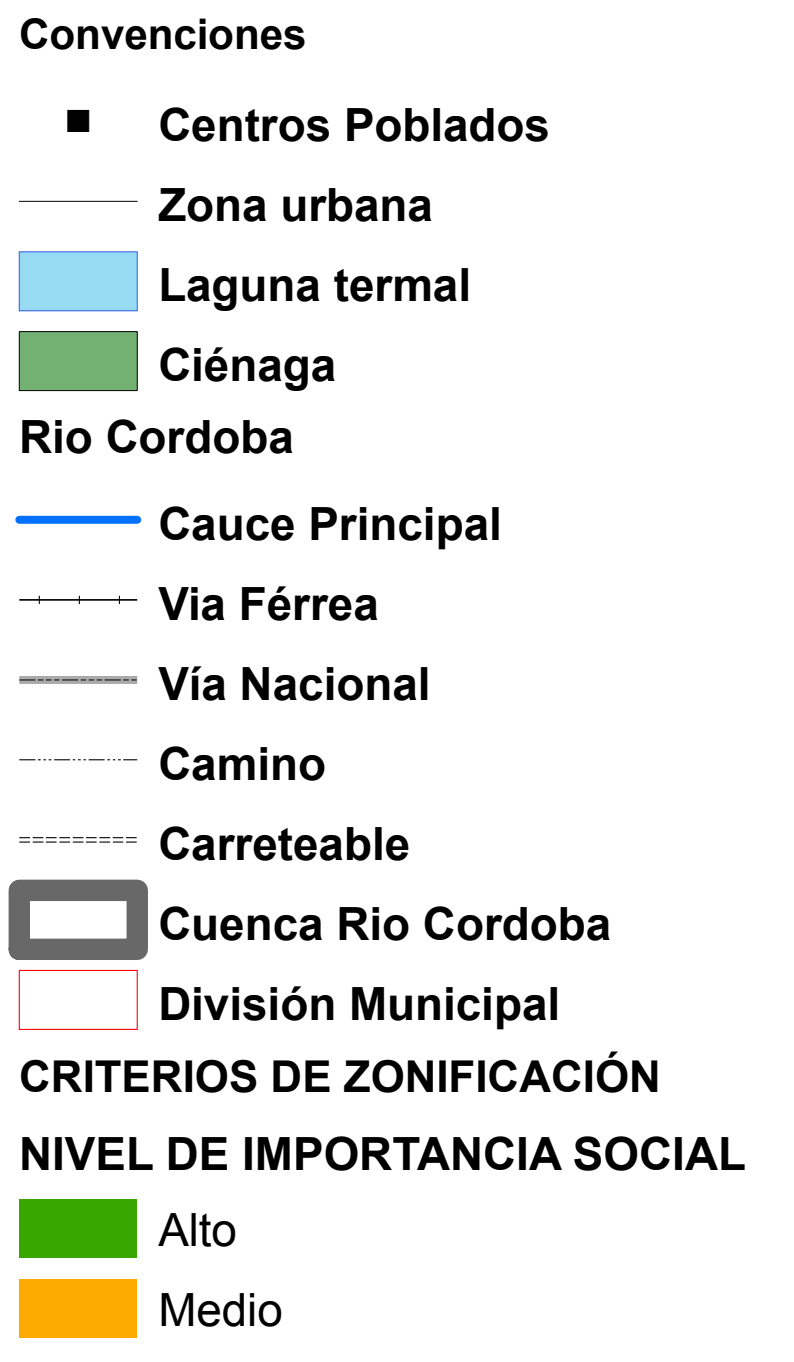 Convenciones
Centros Poblados
Zona urbana
Laguna termal
Ciénaga
Rio Cordoba
Cauce Principal
Via Férrea
Vía Nacional
Camino
Carreteable
Cuenca Rio Cordoba
División Municipal
CRITERIOS DE ZONIFICACIÓN
NIVEL DE IMPORTANCIA SOCIAL
Alto
Medio